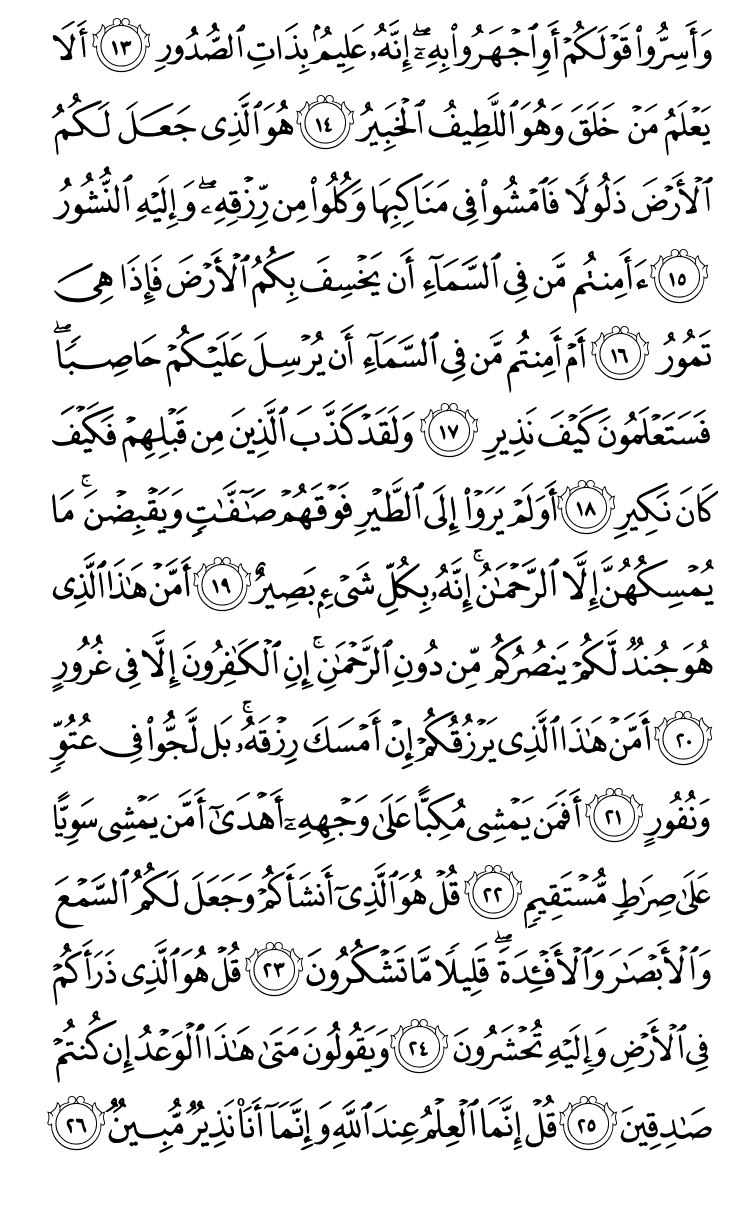 وَأَسِرُّوا۟ قَوْلَكُمْ أَوِ ٱجْهَرُوا۟ بِهِۦٓ ۖ إِنَّهُۥ عَلِيمٌۢ بِذَاتِ ٱلصُّدُورِ ١٣ أَلَا
يَعْلَمُ مَنْ خَلَقَ وَهُوَ ٱللَّطِيفُ ٱلْخَبِيرُ ١٤ هُوَ ٱلَّذِى جَعَلَ لَكُمُ
ٱلْأَرْضَ ذَلُولًا فَٱمْشُوا۟ فِى مَنَاكِبِهَا وَكُلُوا۟ مِن رِّزْقِهِۦ ۖ وَإِلَيْهِ ٱلنُّشُورُ
١٥ ءَأَمِنتُم مَّن فِى ٱلسَّمَآءِ أَن يَخْسِفَ بِكُمُ ٱلْأَرْضَ فَإِذَا هِىَ
تَمُورُ ١٦ أَمْ أَمِنتُم مَّن فِى ٱلسَّمَآءِ أَن يُرْسِلَ عَلَيْكُمْ حَاصِبًا ۖ
فَسَتَعْلَمُونَ كَيْفَ نَذِيرِ ١٧ وَلَقَدْ كَذَّبَ ٱلَّذِينَ مِن قَبْلِهِمْ فَكَيْفَ
كَانَ نَكِيرِ ١٨ أَوَلَمْ يَرَوْا۟ إِلَى ٱلطَّيْرِ فَوْقَهُمْ صَٰٓفَّٰتٍ وَيَقْبِضْنَ ۚ مَا
يُمْسِكُهُنَّ إِلَّا ٱلرَّحْمَٰنُ ۚ إِنَّهُۥ بِكُلِّ شَىْءٍۭ بَصِيرٌ ١٩ أَمَّنْ هَٰذَا ٱلَّذِى
هُوَ جُندٌ لَّكُمْ يَنصُرُكُم مِّن دُونِ ٱلرَّحْمَٰنِ ۚ إِنِ ٱلْكَٰفِرُونَ إِلَّا فِى غُرُورٍ
٢٠ أَمَّنْ هَٰذَا ٱلَّذِى يَرْزُقُكُمْ إِنْ أَمْسَكَ رِزْقَهُۥ ۚ بَل لَّجُّوا۟ فِى عُتُوٍّ
وَنُفُورٍ ٢١ أَفَمَن يَمْشِى مُكِبًّا عَلَىٰ وَجْهِهِۦٓ أَهْدَىٰٓ أَمَّن يَمْشِى سَوِيًّا
عَلَىٰ صِرَٰطٍ مُّسْتَقِيمٍ ٢٢ قُلْ هُوَ ٱلَّذِىٓ أَنشَأَكُمْ وَجَعَلَ لَكُمُ ٱلسَّمْعَ
وَٱلْأَبْصَٰرَ وَٱلْأَفْـِٔدَةَ ۖ قَلِيلًا مَّا تَشْكُرُونَ ٢٣ قُلْ هُوَ ٱلَّذِى ذَرَأَكُمْ
فِى ٱلْأَرْضِ وَإِلَيْهِ تُحْشَرُونَ ٢٤ وَيَقُولُونَ مَتَىٰ هَٰذَا ٱلْوَعْدُ إِن كُنتُمْ
صَٰدِقِينَ ٢٥ قُلْ إِنَّمَا ٱلْعِلْمُ عِندَ ٱللَّهِ وَإِنَّمَآ أَنَا۠ نَذِيرٌ مُّبِينٌ ٢٦